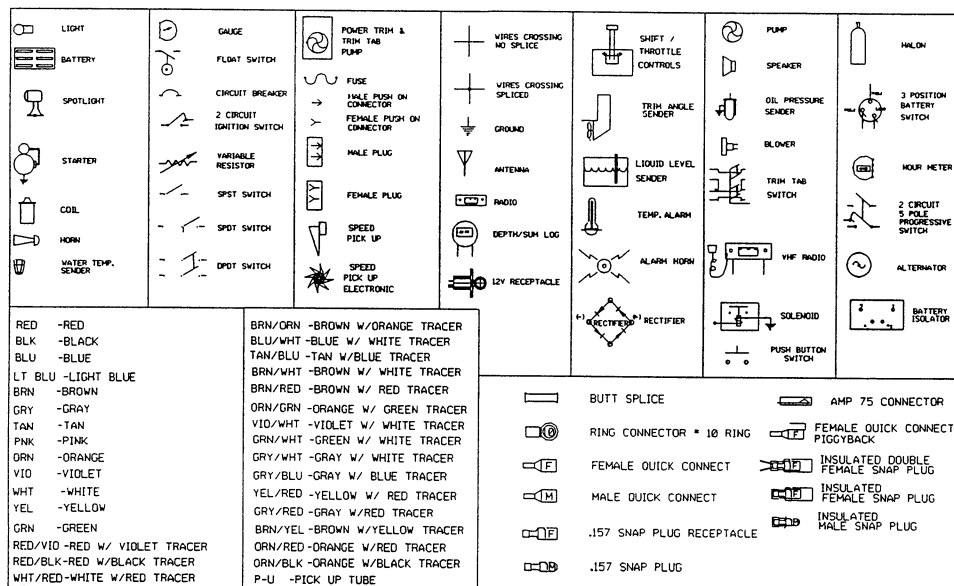 LIGHT
BATTERY
SPOTLIGHT
STARTER
COIL
HORN
WATER TEMP.
SENDER
GAUGE
FLOAT SWITCH
CIRCUIT BREAKER
2 CIRCUIT
IGNITION SWITCH
VARIABLE
RESISTOR
SPST SWITCH
SPDT SWITCH
DPDT SWITCH
POWER TRIM &
TRIM TAB
PUMP
FUSE
MALE PUSH ON
CONNECTOR
FEMALE PUSH ON
CONNECTOR
MALE PLUG
FEMALE PLUG
SPEED
PICK UP
SPEED
PICK UP
ELECTRONIC
WIRES CROSSING
NO SPLICE
WIRES CROSSING
SPLICED
GROUND
ANTENNA
RADIO
DEPTH/SUM LOG
12V RECEPTACLE
SHIFT /
THROTTLE
CONTROLS
TRIM ANGLE
SENDER
LIQUID LEVEL
SENDER
TEMP. ALARM
ALARM HORN
(-) RECTIFIER (+) RECTIFIER
PUMP
SPEAKER
OIL PRESSURE
SENDER
BLOWER
TRIM TAB
SWITCH
VHF RADIO
SOLENOID
PUSH BUTTON
SWITCH
HALON
3 POSITION
BATTERY
SWITCH
HOUR METER
2 CIRCUIT
5 POLE
PROGRESSIVE
SWITCH
ALTERNATOR
BATTERY
ISOLATOR
RED -RED
BLK -BLACK
BLU -BLUE
LT BLU -LIGHT BLUE
BRN -BROWN
GRY -GRAY
TAN -TAN
PNK -PINK
ORN -ORANGE
VIO -VIOLET
WHT -WHITE
YEL -YELLOW
GRN -GREEN
RED/VIO -RED W/ VIOLET TRACER
RED/BLK-RED W/BLACK TRACER
WHT/RED-WHITE W/RED TRACER
BRN/ORN -BROWN W/ORANGE TRACER
BLU/WHT -BLUE W/ WHITE TRACER
TAN/BLU -TAN W/BLUE TRACER
BRN/WHT -BROWN W/ WHITE TRACER
BRN/RED -BROWN W/ RED TRACER
ORN/GRN -ORANGE W/ GREEN TRACER
VIO/WHT -VIOLET W/ WHITE TRACER
GRN/WHT -GREEN W/ WHITE TRACER
GRY/WHT -GRAY W/ WHITE TRACER
GRY/BLU -GRAY W/ BLUE TRACER
YEL/RED -YELLOW W/ RED TRACER
GRY/RED -GRAY W/RED TRACER
BRN/YEL -BROWN W/YELLOW TRACER
ORN/RED -ORANGE W/RED TRACER
ORN/BLK -ORANGE W/BLACK TRACER
P-U -PICK UP TUBE
BUTT SPLICE
RING CONNECTOR * 10 RING
F FEMALE QUICK CONNECT
M MALE QUICK CONNECT
F .157 SNAP PLUG RECEPTACLE
M .157 SNAP PLUG
AMP 75 CONNECTOR
F FEMALE QUICK CONNECT
PIGGYBACK
F INSULATED DOUBLE
FEMALE SNAP PLUG
F INSULATED
FEMALE SNAP PLUG
INSULATED
MALE SNAP PLUG